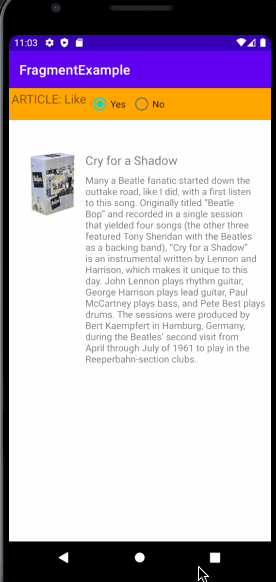 11:03
FragmentExample
ARTICLE: Like Yes No
Cry for a Shadow
Many a Beatle fanatic started down the
outtake road, like I did, with a first listen
to this song. Originally titled “Beatle
Bop” and recorded in a single session
that yielded four songs (the other three
featured Tony Sheridan with the Beatles
as a backing band), “Cry for a Shadow”
is an instrumental written by Lennon and
Harrison, which makes it unique to this
day. John Lennon plays rhythm guitar,
George Harrison plays lead guitar, Paul
McCartney plays bass, and Pete Best plays
drums. The sessions were produced by
Bert Kaempfert in Hamburg, Germany,
during the Beatles’ second visit from
April through July of 1961 to play in the
Reeperbahn-section clubs.